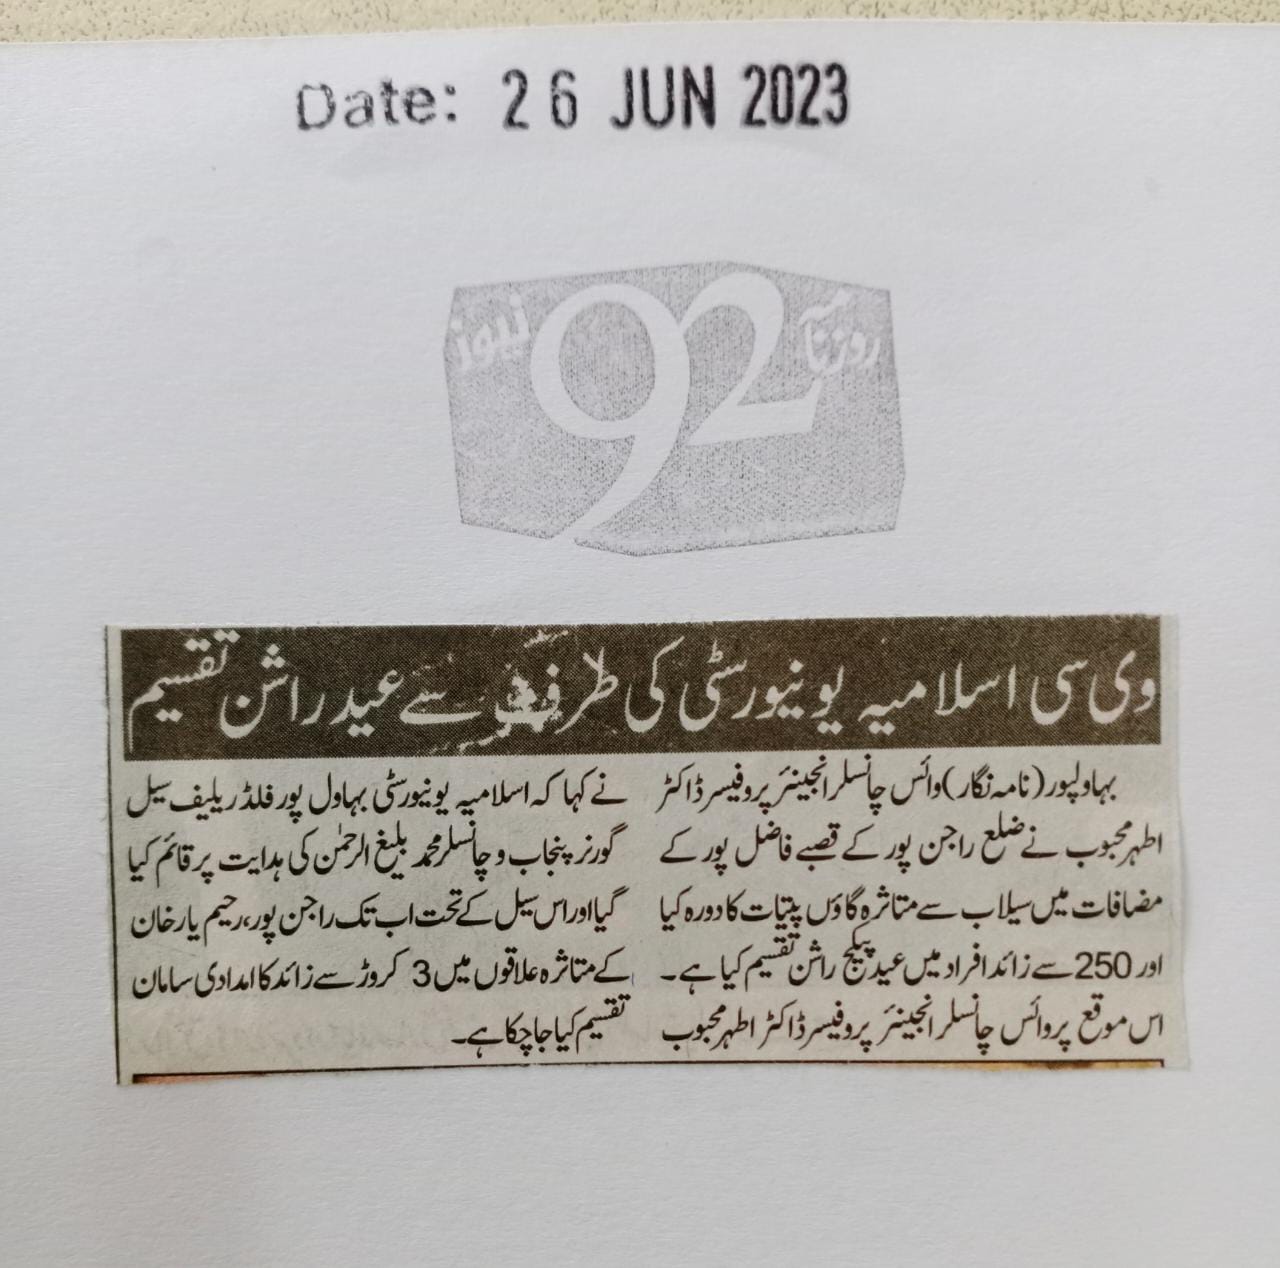 Date: 26 JUN 2023
روزنامہ 92 نیوز
وی سی اسلامیہ یونیورسٹی کی طرف سے عید راشن تقسیم
بہاولپور (نامہ نگار) وائس چانسلر انجینئر پروفیسر ڈاکٹر
اطہر محبوب نے ضلع راجن پور کے قصبے فاضل پور کے
مضافات میں سیلاب سے متاثرہ گاؤں پیتیات کا دورہ کیا
اور 250 سے زائد افراد میں عید پیکج راشن تقسیم کیا ہے۔
اس موقع پر وائس چانسلر انجینئر پروفیسر ڈاکٹر اطہر محبوب
نے کہا کہ اسلامیہ یونیورسٹی بہاول پور فلڈ ریلیف سیل
گورنر پنجاب و چانسلر محمد بلیغ الرحمٰن کی ہدایت پر قائم کیا
گیا اور اس سیل کے تحت اب تک راجن پور، رحیم یار خان
کے متاثرہ علاقوں میں 3 کروڑ سے زائد کا امدادی سامان
تقسیم کیا جا چکا ہے۔